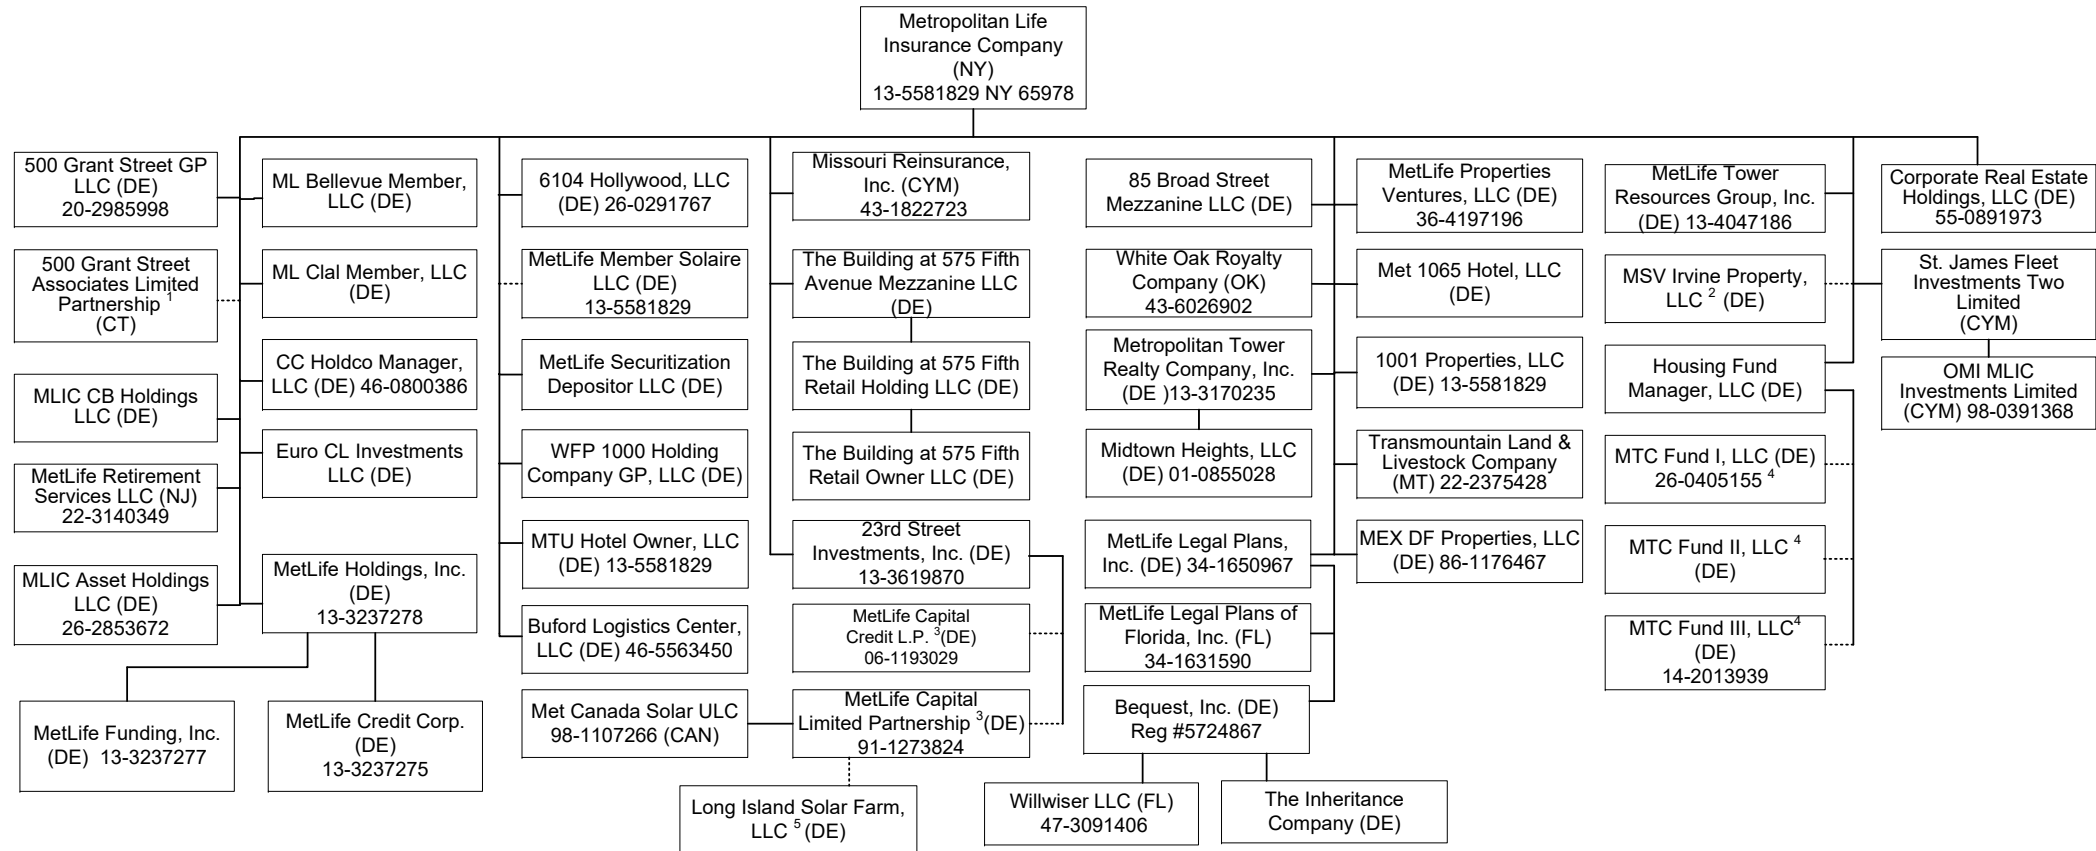 Metropolitan Life
Insurance Company
(NY)
13-5581829 NY 65978
500 Grant Street GP
LLC (DE)
20-2985998
500 Grant Street
Associates Limited
Partnership 1
(CT)
MLIC CB Holdings
LLC (DE)
MetLife Retirement
Services LLC (NJ)
22-3140349
MLIC Asset Holdings
LLC (DE)
26-2853672
MetLife Funding, Inc.
(DE) 13-3237277
ML Bellevue Member,
LLC (DE)
ML Clal Member, LLC
(DE)
CC Holdco Manager,
LLC (DE) 46-0800386
Euro CL Investments
LLC (DE)
MetLife Holdings, Inc.
(DE)
13-3237278
MetLife Credit Corp.
(DE)
13-3237275
6104 Hollywood, LLC
(DE) 26-0291767
MetLife Member Solaire
LLC (DE)
13-5581829
MetLife Securitization
Depositor LLC (DE)
WFP 1000 Holding
Company GP, LLC (DE)
MTU Hotel Owner, LLC
(DE) 13-5581829
Buford Logistics Center,
LLC (DE) 46-5563450
Met Canada Solar ULC
98-1107266 (CAN)
Missouri Reinsurance,
Inc. (CYM)
43-1822723
The Building at 575 Fifth
Avenue Mezzanine LLC
(DE)
The Building at 575 Fifth
Retail Holding LLC (DE)
The Building at 575 Fifth
Retail Owner LLC (DE)
23rd Street
Investments, Inc. (DE)
13-3619870
MetLife Capital
Credit L.P. 3(DE)
06-1193029
MetLife Capital
Limited Partnership 3(DE)
91-1273824
Long Island Solar Farm,
LLC 5 (DE)
85 Broad Street
Mezzanine LLC (DE)
White Oak Royalty
Company (OK)
43-6026902
Metropolitan Tower
Realty Company, Inc.
(DE )13-3170235
Midtown Heights, LLC
(DE) 01-0855028
MetLife Legal Plans,
Inc. (DE) 34-1650967
MetLife Legal Plans of
Florida, Inc. (FL)
34-1631590
Bequest, Inc. (DE)
Reg #5724867
Willwiser LLC (FL)
47-3091406
The Inheritance
Company (DE)
MetLife Properties
Ventures, LLC (DE)
36-4197196
Met 1065 Hotel, LLC
(DE)
1001 Properties, LLC
(DE) 13-5581829
Transmountain Land &
Livestock Company
(MT) 22-2375428
MEX DF Properties, LLC
(DE) 86-1176467
MetLife Tower
Resources Group, Inc.
(DE) 13-4047186
MSV Irvine Property,
LLC 2 (DE)
Housing Fund
Manager, LLC (DE)
MTC Fund I, LLC (DE)
26-0405155 4
MTC Fund II, LLC 4
(DE)
MTC Fund III, LLC4
(DE)
14-2013939
Corporate Real Estate
Holdings, LLC (DE)
55-0891973
St. James Fleet
Investments Two
Limited
(CYM)
OMI MLIC
Investments Limited
(CYM) 98-0391368